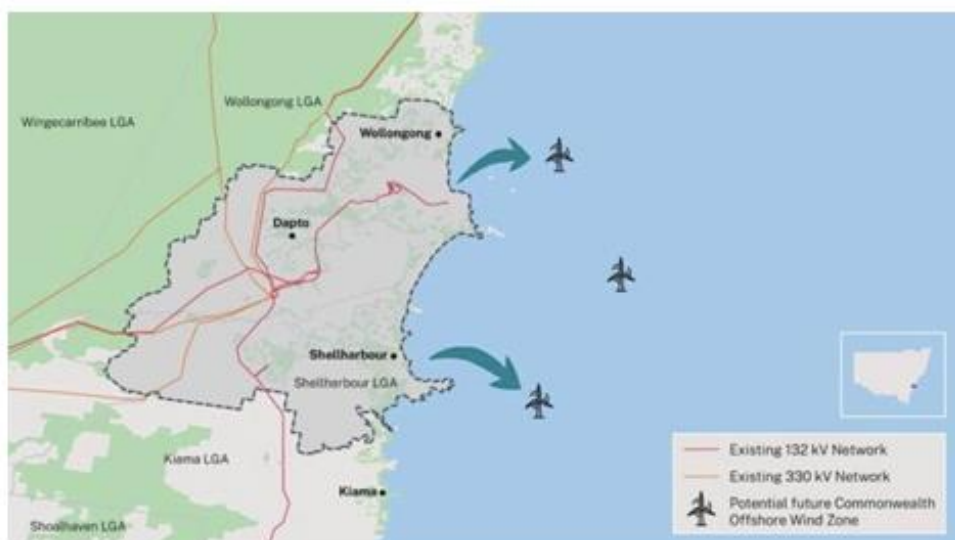 Wollongong LGA
Wingecarribee LGA
Wollongong
Dapto
Shellharbour
Shellharbour LGA
Kiama LGA
Kiama
Shoalhaven LGA
Existing 132 kV Network
Existing 330 kV Network
Potential future Commonwealth
Offshore Wind Zone